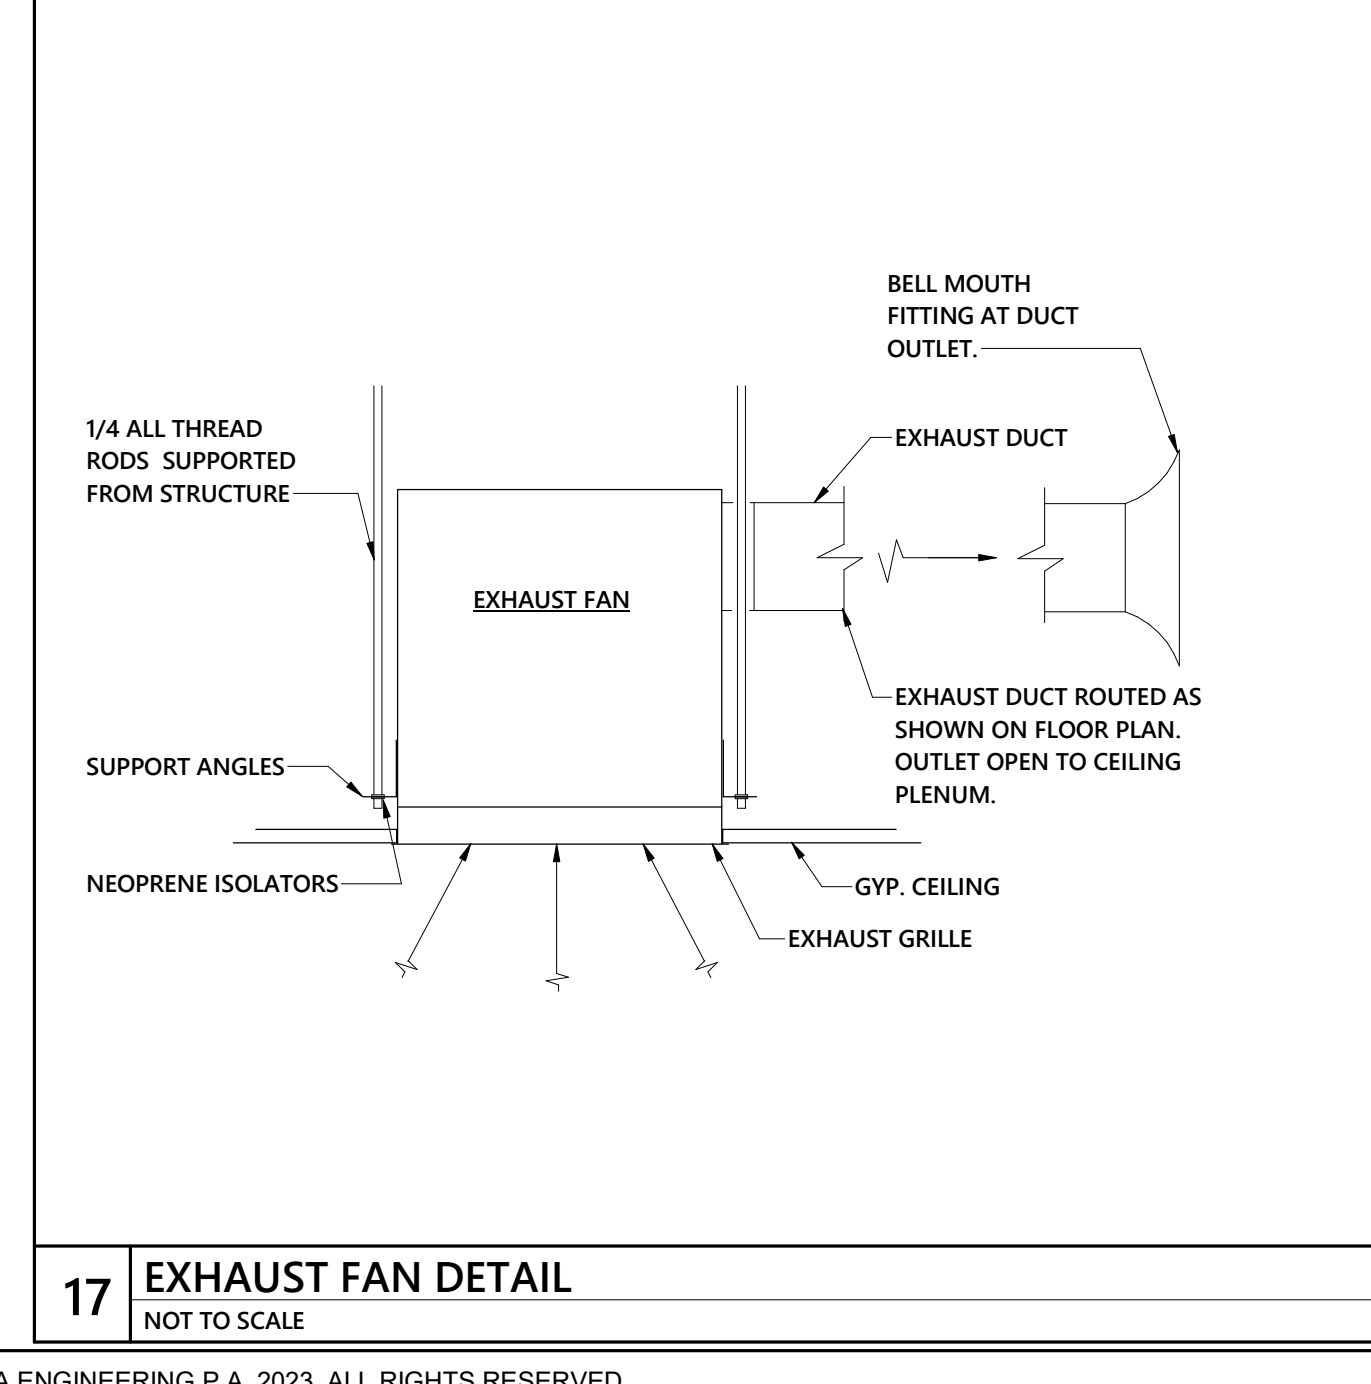 BELL MOUTH
FITTING AT DUCT
OUTLET.
1/4 ALL THREAD
RODS  SUPPORTED
FROM STRUCTURE
EXHAUST DUCT
EXHAUST FAN
EXHAUST DUCT ROUTED AS
SHOWN ON FLOOR PLAN.
OUTLET OPEN TO CEILING
PLENUM.
SUPPORT ANGLES
NEOPRENE ISOLATORS
GYP. CEILING
EXHAUST GRILLE
17
EXHAUST FAN DETAIL
NOT TO SCALE
A ENGINEERING P.A. 2023, ALL RIGHTS RESERVED